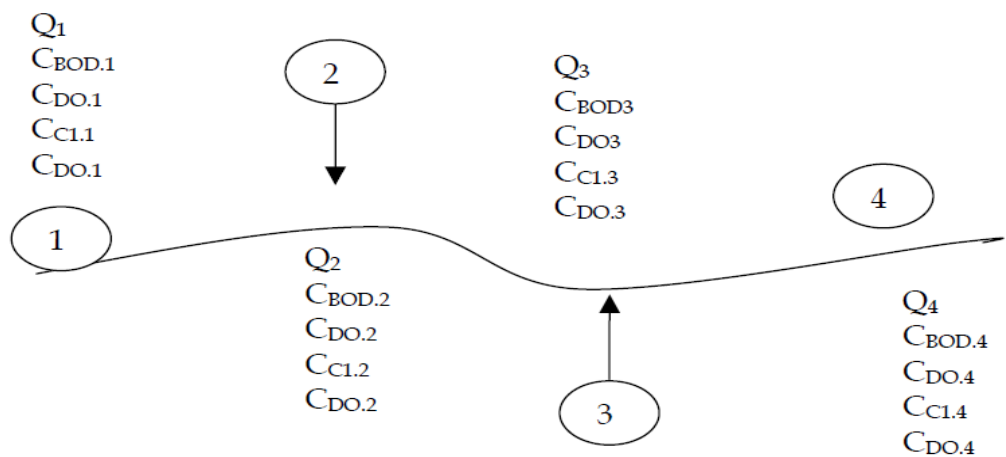 Q1
CBOD.1
CDO.1
CC1.1
CDO.1
1
2
Q2
CBOD.2
CDO.2
CC1.2
CDO.2
Q3
CBOD3
CDO3
CC1.3
CDO.3
3
4
Q4
CBOD.4
CDO.4
CC1.4
CDO.4